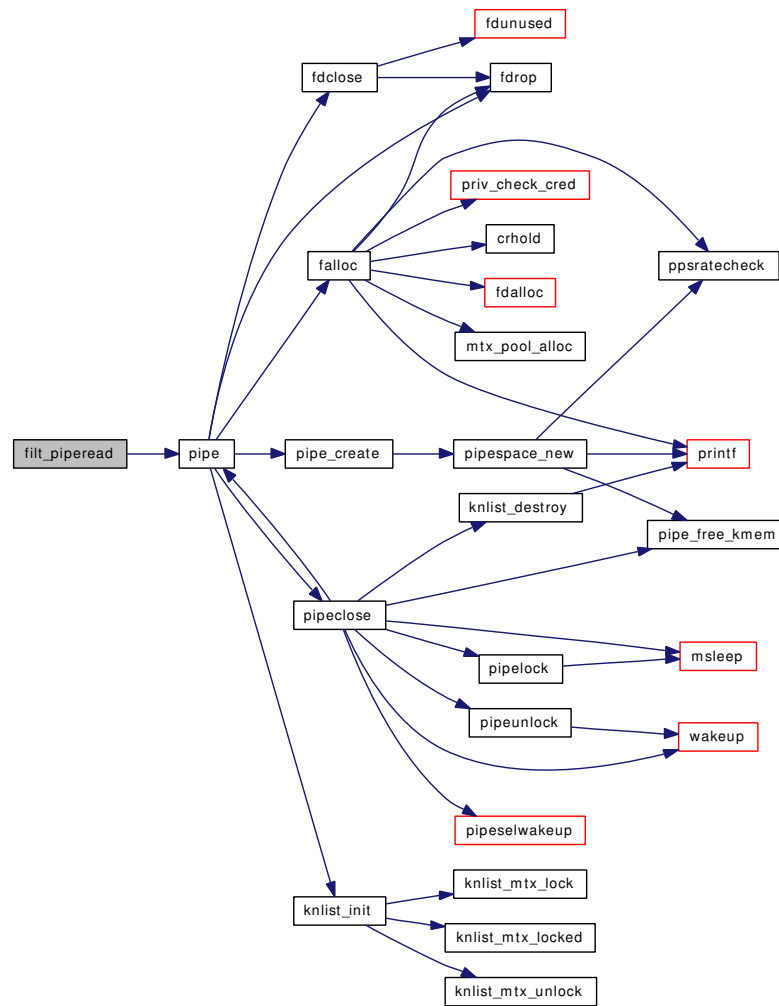 fdunused
fdclose
fdrop
priv_check_cred
crhold
falloc
ppsratecheck
fdalloc
mtx_pool_alloc
filt_piperead
pipe
pipe_create
pipespace_new
printf
knlist_destroy
pipe_free_kmem
pipeclose
msleep
pipelock
pipeunlock
wakeup
pipeselwakeup
knlist_mtx_lock
knlist_init
knlist_mtx_locked
knlist_mtx_unlock